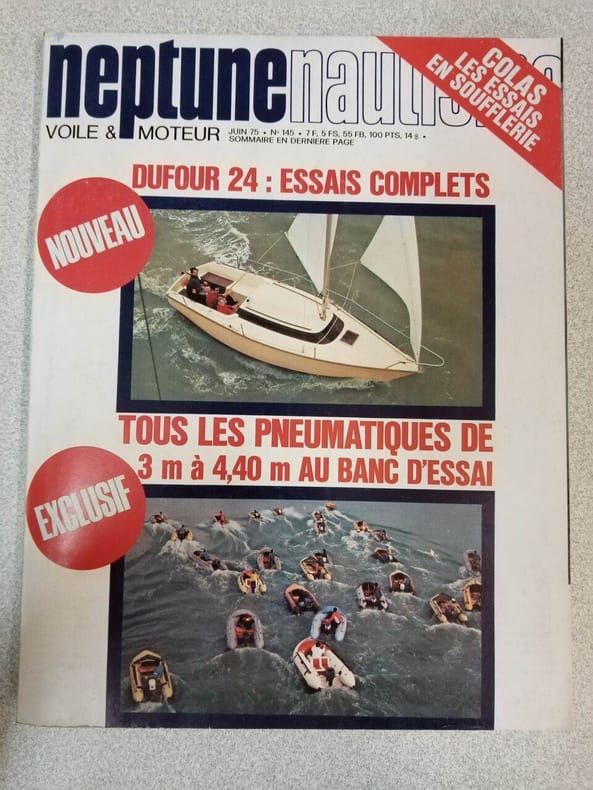 neptunenautisme
COLAS
LES ESSAIS
EN SOUFFLERIE
VOILE & MOTEUR
JUIN 75 • N° 145 • 7 F, 5 FS, 55 FB, 100 PTS, 14 $ •
SOMMAIRE EN DERNIERE PAGE
DUFOUR 24 : ESSAIS COMPLETS
NOUVEAU
TOUS LES PNEUMATIQUES DE
3 m à 4,40 m AU BANC D'ESSAI
EXCLUSIF